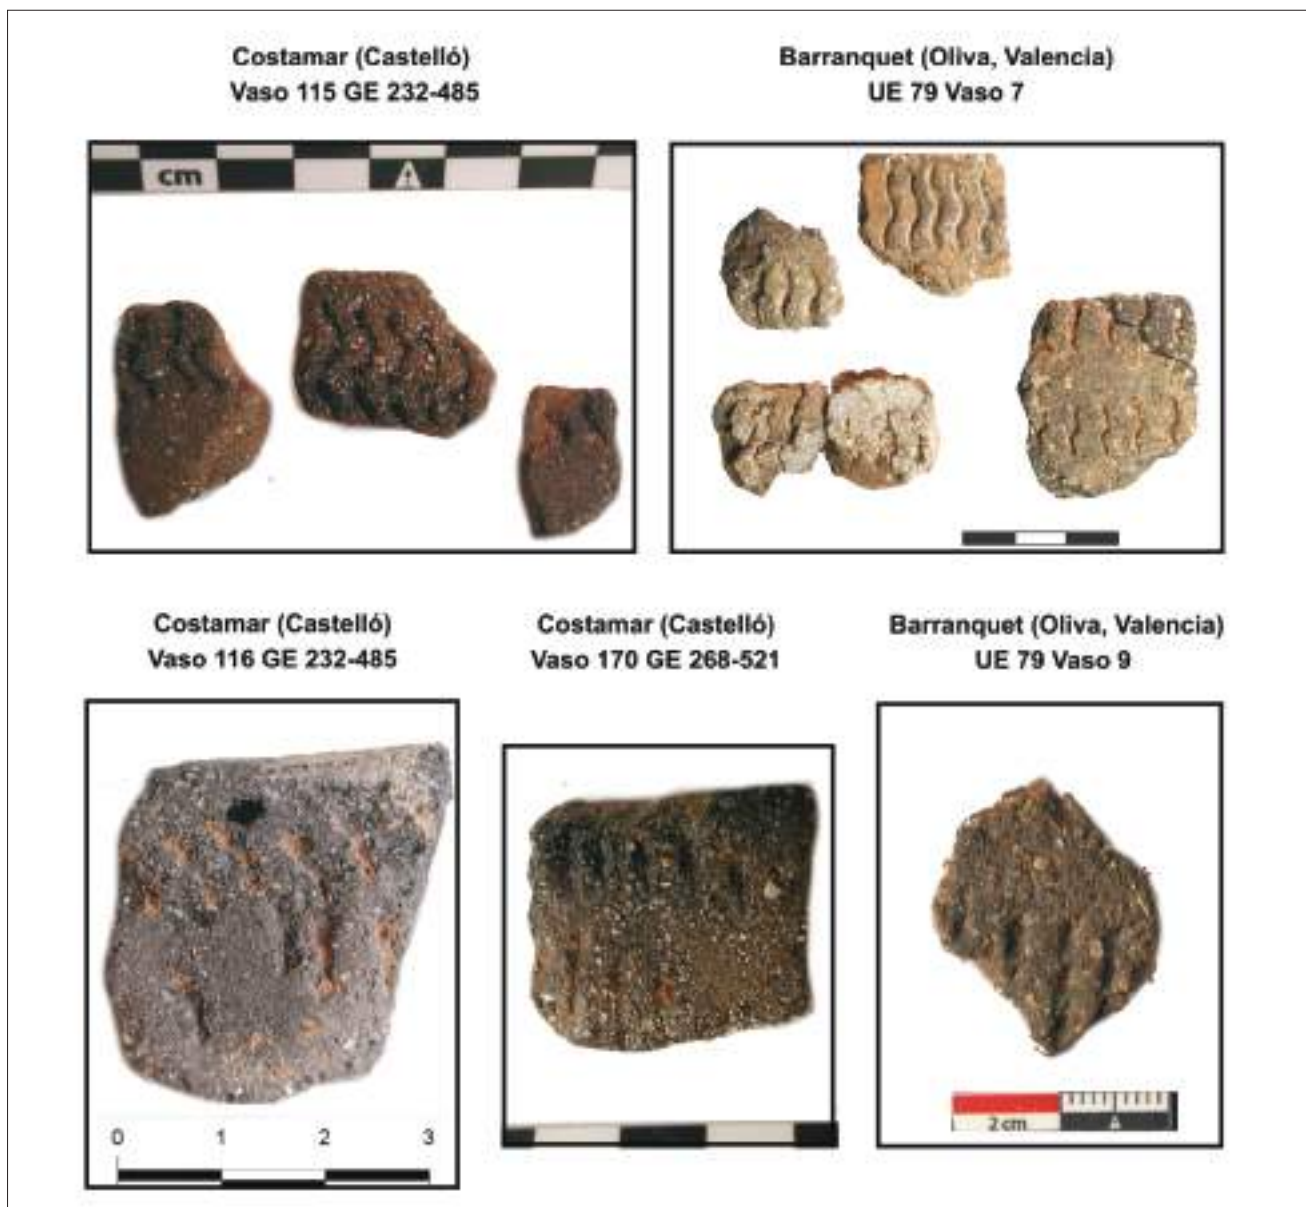 Costamar (Castelló)
Vaso 115 GE 232-485
Barranquet (Oliva, Valencia)
UE 79 Vaso 7
cm
Costamar (Castelló)
Vaso 116 GE 232-485
Costamar (Castelló)
Vaso 170 GE 268-521
Barranquet (Oliva, Valencia)
UE 79 Vaso 9
0 1 2 3
2 cm